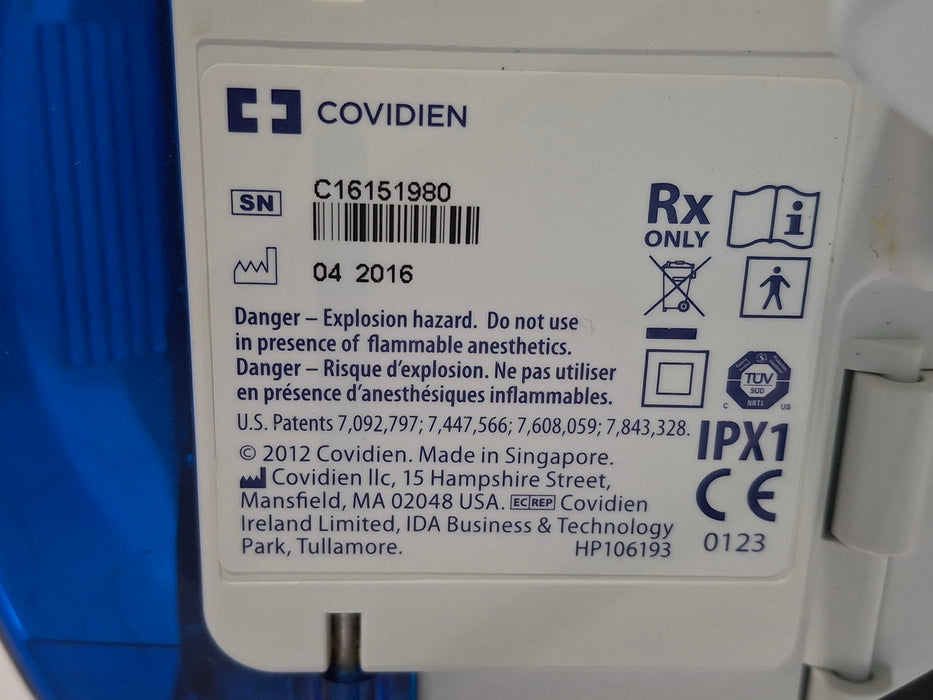 COVIDIEN
SN
C16151980
04 2016
Rx
ONLY
i
Danger – Explosion hazard. Do not use
in presence of flammable anesthetics.
Danger – Risque d'explosion. Ne pas utiliser
en présence d'anesthésiques inflammables.
TÜV
SÜD
NRTL
C US
U.S. Patents 7,092,797; 7,447,566; 7,608,059; 7,843,328.
IPX1
© 2012 Covidien. Made in Singapore.
Covidien llc, 15 Hampshire Street,
Mansfield, MA 02048 USA. EC REP Covidien
Ireland Limited, IDA Business & Technology
Park, Tullamore.
HP106193
CE
0123